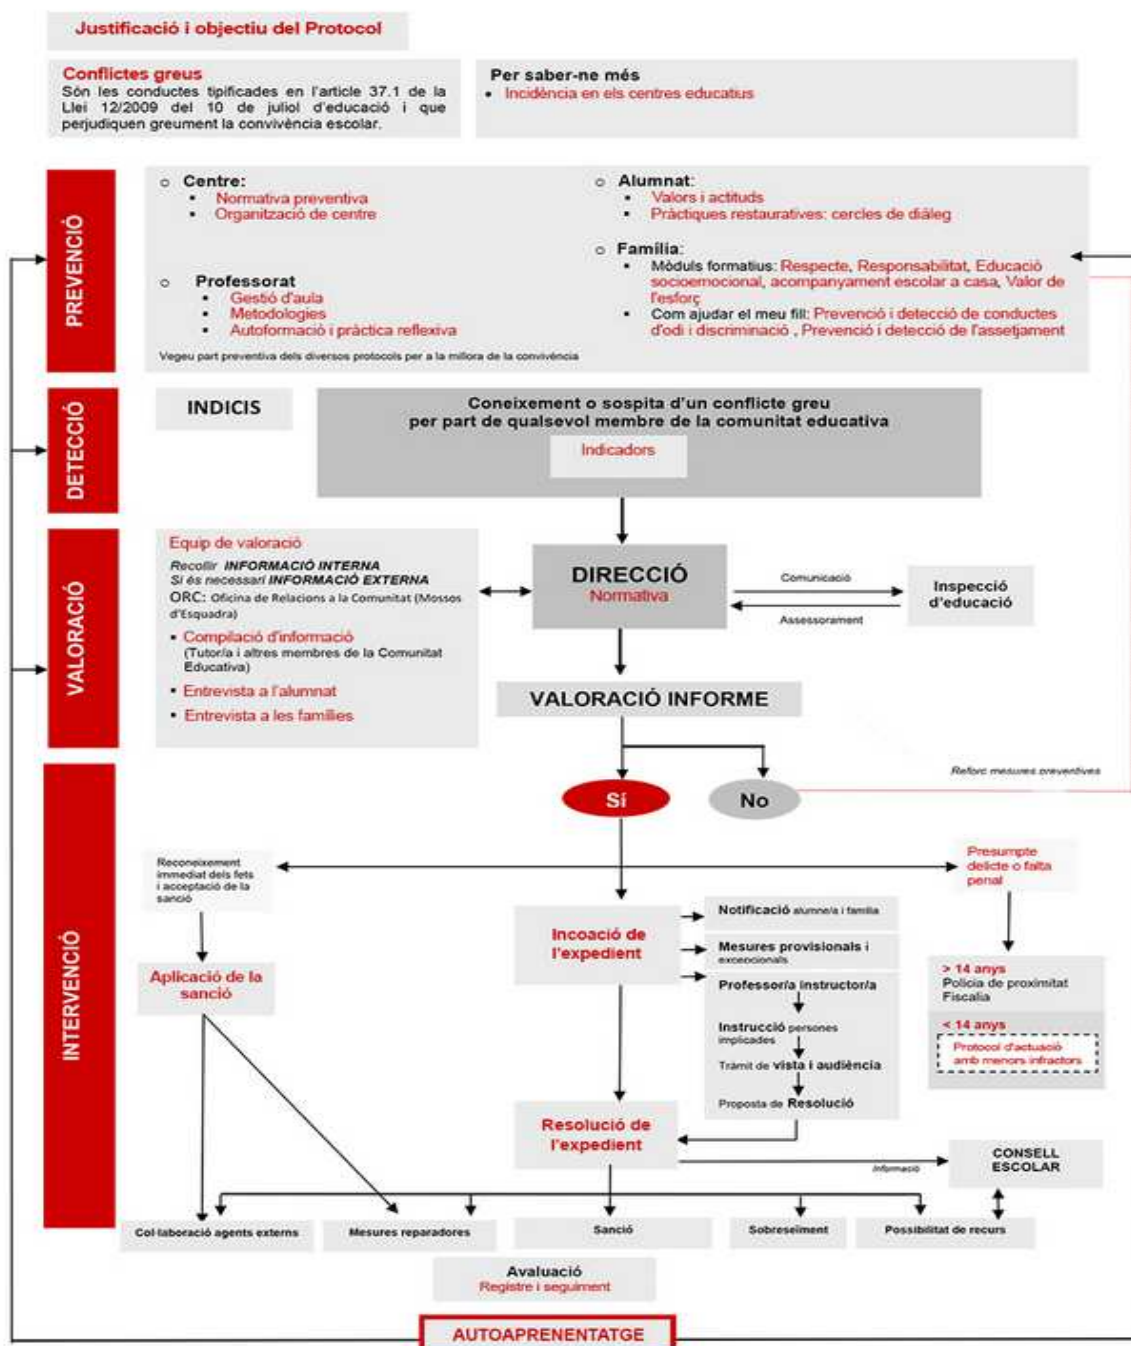 Justificació i objectiu del Protocol
Conflictes greus
Són les conductes tipificades en l'article 37.1 de la
Llei 12/2009 del 10 de juliol d'educació i que
perjudiquen greument la convivència escolar.
Per saber-ne més
• Incidència en els centres educatius
PREVENCIÓ
o Centre:
▪ Normativa preventiva
▪ Organització de centre
o Professorat
▪ Gestió d'aula
▪ Metodologies
▪ Autoformació i pràctica reflexiva
o Alumnat:
▪ Valors i actituds
▪ Pràctiques restauratives: cercles de diàleg
o Família:
▪ Mòduls formatius: Respecte, Responsabilitat, Educació
socioemocional, acompanyament escolar a casa, Valor de
l'esforç
▪ Com ajudar el meu fill: Prevenció i detecció de conductes
d'odi i discriminació , Prevenció i detecció de l'assetjament
Vegeu part preventiva dels diversos protocols per a la millora de la convivència
DETECCIÓ
INDICIS
Coneixement o sospita d'un conflicte greu
per part de qualsevol membre de la comunitat educativa
Indicadors
VALORACIÓ
Equip de valoració
Recollir INFORMACIÓ INTERNA
Si és necessari INFORMACIÓ EXTERNA
ORC: Oficina de Relacions a la Comunitat (Mossos
d'Esquadra)
▪ Compilació d'informació
(Tutor/a i altres membres de la Comunitat
Educativa)
▪ Entrevista a l'alumnat
▪ Entrevista a les famílies
DIRECCIÓ
Normativa
Comunicació
Assessorament
Inspecció
d'educació
VALORACIÓ INFORME
INTERVENCIÓ
Sí
No
Reforç mesures preventives
Reconeixement
immediat dels fets
i acceptació de la
sanció
Aplicació de la
sanció
Incoació de
l'expedient
Notificació alumne/a i família
Mesures provisionals i
excepcionals
Professor/a instructor/a
Instrucció persones
implicades
Tràmit de vista i audiència
Proposta de Resolució
Presumpte
delicte o falta
penal
> 14 anys
Policia de proximitat
Fiscalia
< 14 anys
Protocol d'actuació
amb menors infractors
Resolució de
l'expedient
Informació
CONSELL
ESCOLAR
Col·laboració agents externs
Mesures reparadores
Sanció
Sobreseïment
Possibilitat de recurs
Avaluació
Registre i seguiment
AUTOAPRENENTATGE